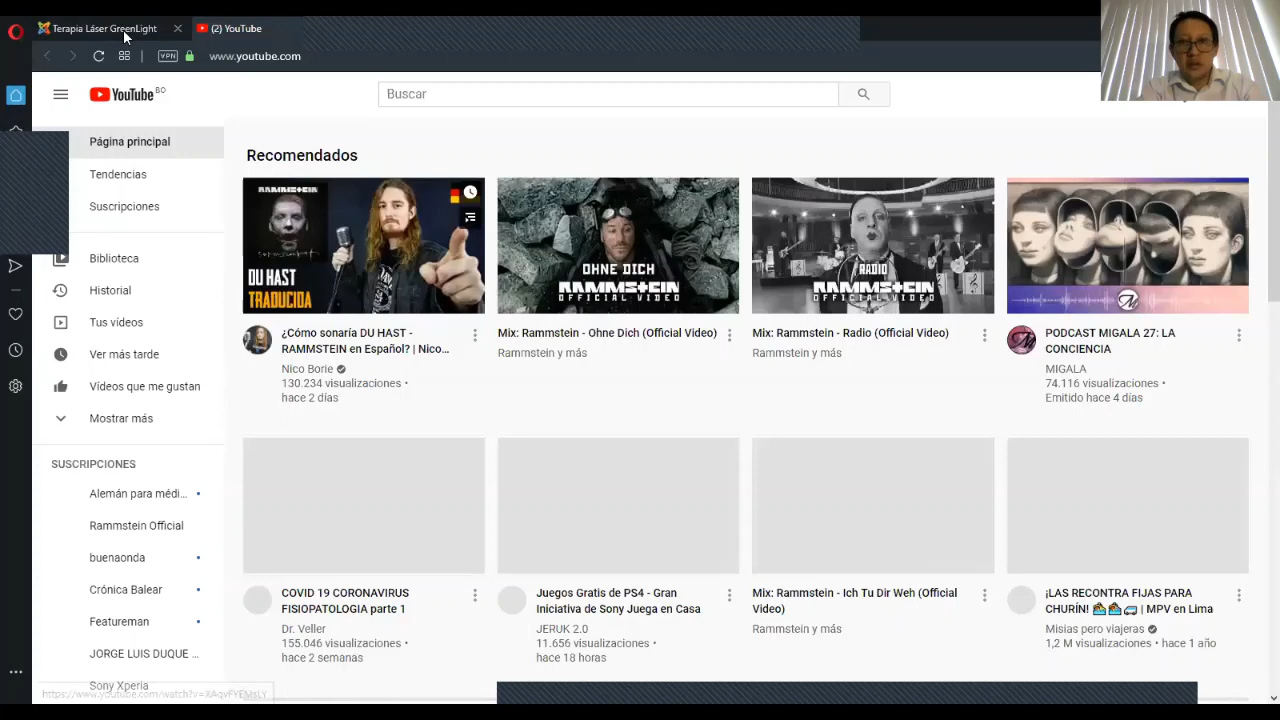 Terapia Láser GreenLight
(2) YouTube
VPN
www.youtube.com
YouTube BO
Buscar
Página principal
Tendencias
Suscripciones
Biblioteca
Historial
Tus vídeos
Ver más tarde
Vídeos que me gustan
Mostrar más
SUSCRIPCIONES
Alemán para médi...
Rammstein Official
buenaonda
Crónica Balear
Featureman
JORGE LUIS DUQUE ...
Sony Xperia
Recomendados
RAMMSTEIN
DU HAST
TRADUCIDA
¿Cómo sonaría DU HAST -
RAMMSTEIN en Español? | Nico...
Nico Borie
130.234 visualizaciones •
hace 2 días
OHNE DICH
RAMMSTEIN
OFFICIAL VIDEO
Mix: Rammstein - Ohne Dich (Official Video)
Rammstein y más
RADIO
RAMMSTEIN
OFFICIAL VIDEO
Mix: Rammstein - Radio (Official Video)
Rammstein y más
PODCAST MIGALA 27: LA
CONCIENCIA
MIGALA
74.116 visualizaciones •
Emitido hace 4 días
COVID 19 CORONAVIRUS
FISIOPATOLOGIA parte 1
Dr. Veller
155.046 visualizaciones •
hace 2 semanas
Juegos Gratis de PS4 - Gran
Iniciativa de Sony Juega en Casa
JERUK 2.0
11.656 visualizaciones •
hace 18 horas
Mix: Rammstein - Ich Tu Dir Weh (Official
Video)
Rammstein y más
¡LAS RECONTRA FIJAS PARA
CHURÍN! 🙋🙋🚐 | MPV en Lima
Misias pero viajeras
1,2 M visualizaciones • hace 1 año